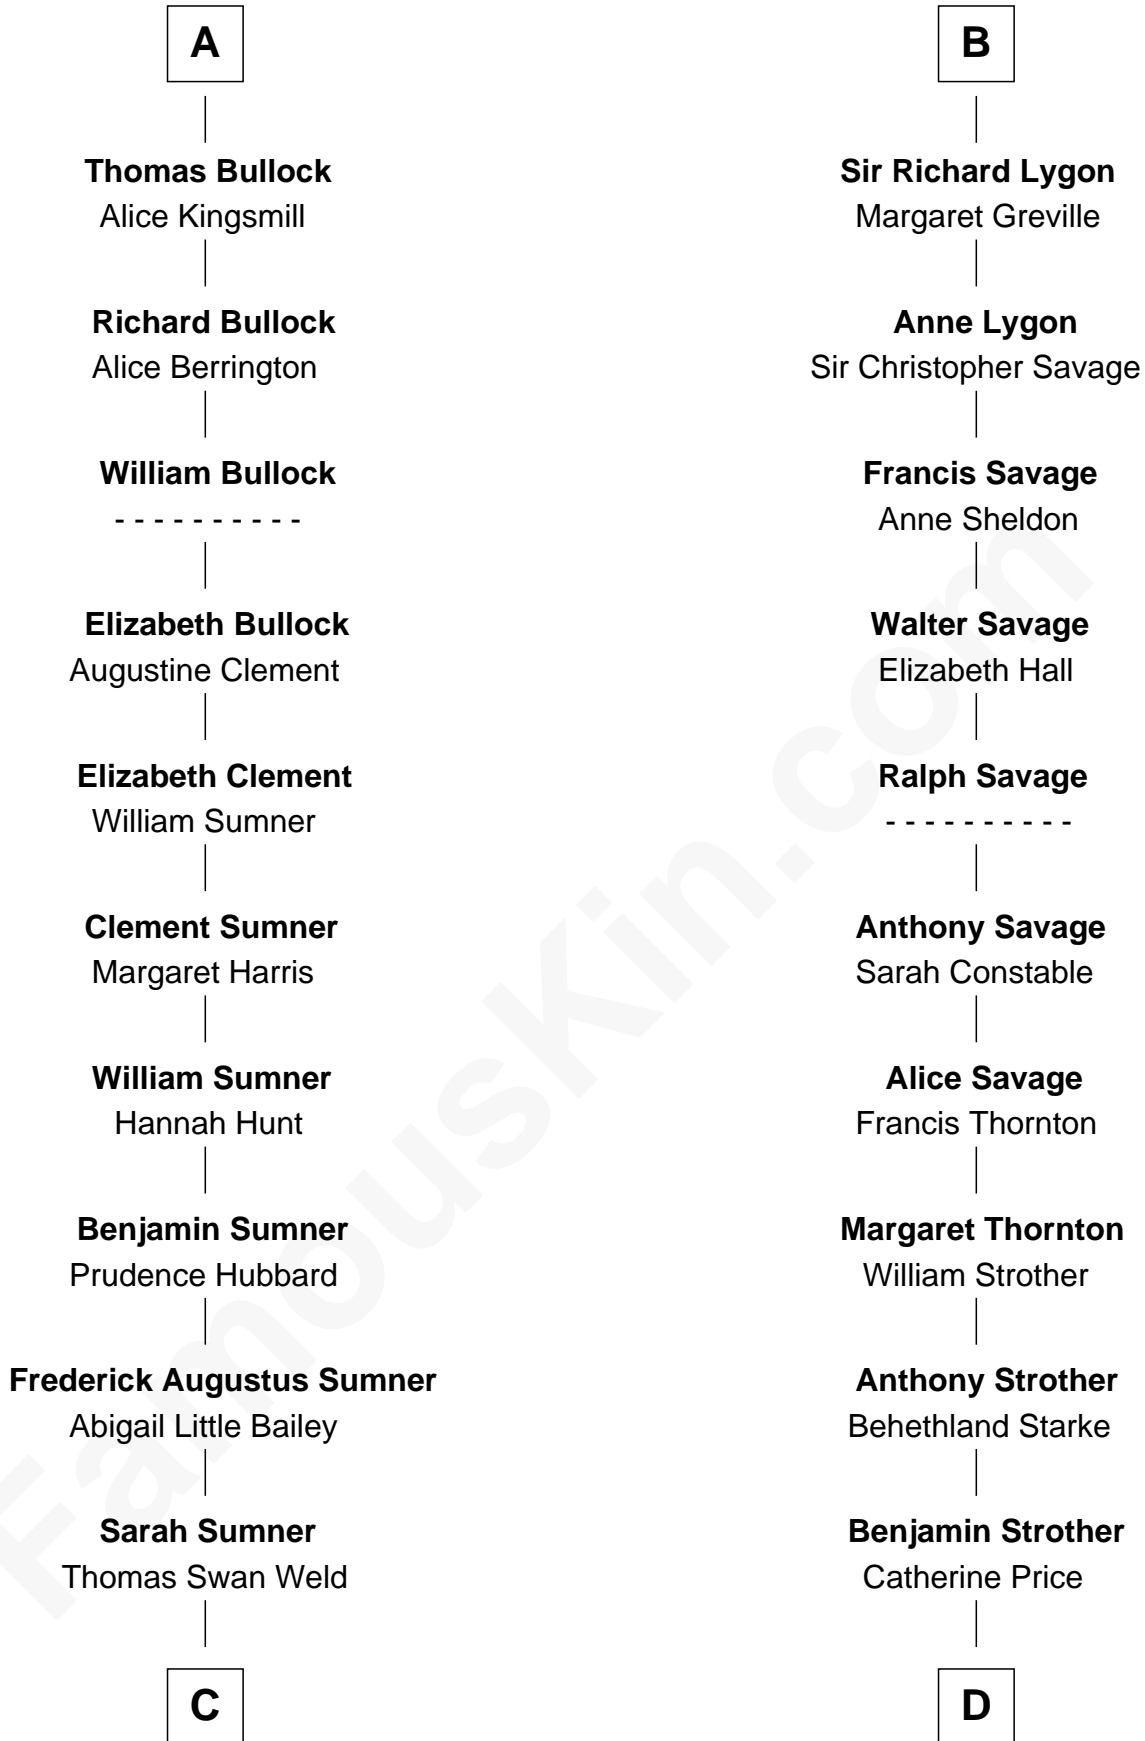 A
Thomas Bullock
Alice Kingsmill
Richard Bullock
Alice Berrington
William Bullock
- - - - - - - - - -
Elizabeth Bullock
Augustine Clement
Elizabeth Clement
William Sumner
Clement Sumner
Margaret Harris
William Sumner
Hannah Hunt
Benjamin Sumner
Prudence Hubbard
Frederick Augustus Sumner
Abigail Little Bailey
Sarah Sumner
Thomas Swan Weld
C
B
Sir Richard Lygon
Margaret Greville
Anne Lygon
Sir Christopher Savage
Francis Savage
Anne Sheldon
Walter Savage
Elizabeth Hall
Ralph Savage
- - - - - - - - - -
Anthony Savage
Sarah Constable
Alice Savage
Francis Thornton
Margaret Thornton
William Strother
Anthony Strother
Behethland Starke
Benjamin Strother
Catherine Price
D
FamousKin.com